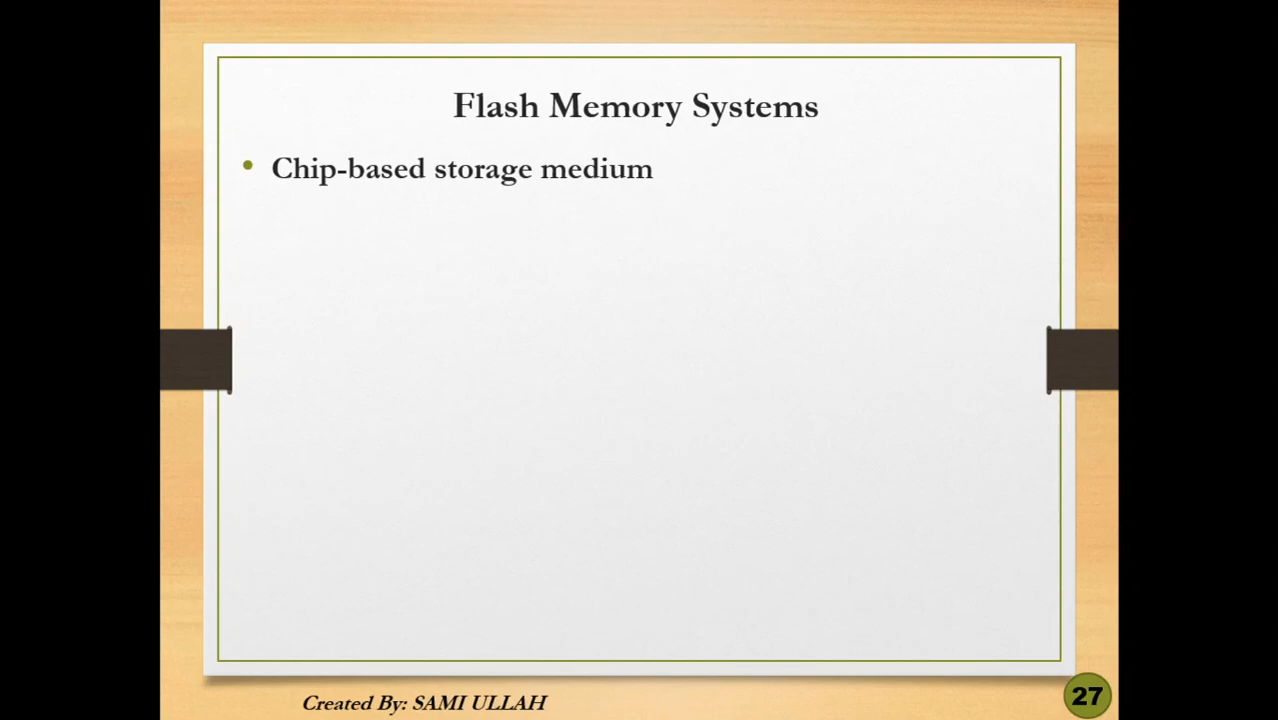 Flash Memory Systems
• Chip-based storage medium
Created By: SAMI ULLAH
27